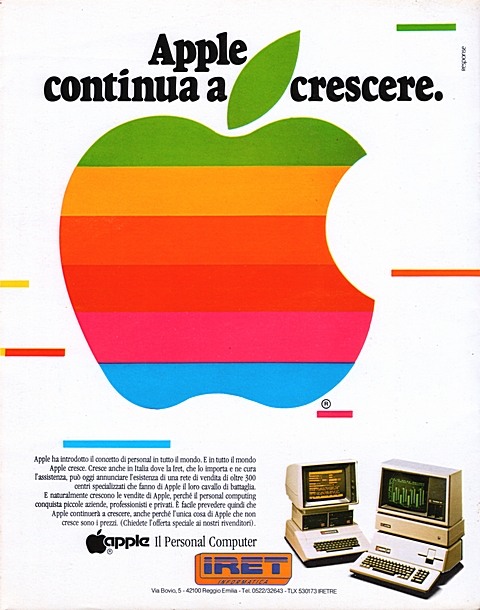 Apple
continua a crescere.
Response
®
Apple ha introdotto il concetto di personal in tutto il mondo. E in tutto il mondo
Apple cresce. Cresce anche in Italia dove la Iret, che lo importa e ne cura
l'assistenza, può oggi annunciare l'esistenza di una rete di vendita di oltre 300
centri specializzati che fanno di Apple il loro cavallo di battaglia.
E naturalmente crescono le vendite di Apple, perché il personal computing
conquista piccole aziende, professionisti e privati. È facile prevedere quindi che
Apple continuerà a crescere, anche perché l'unica cosa di Apple che non
cresce sono i prezzi. (Chiedete l'offerta speciale ai nostri rivenditori).
apple Il Personal Computer
®
IRET
INFORMATICA
Via Bovio, 5 - 42100 Reggio Emilia - Tel. 0522/32643 - TLX 530173 IRETRE